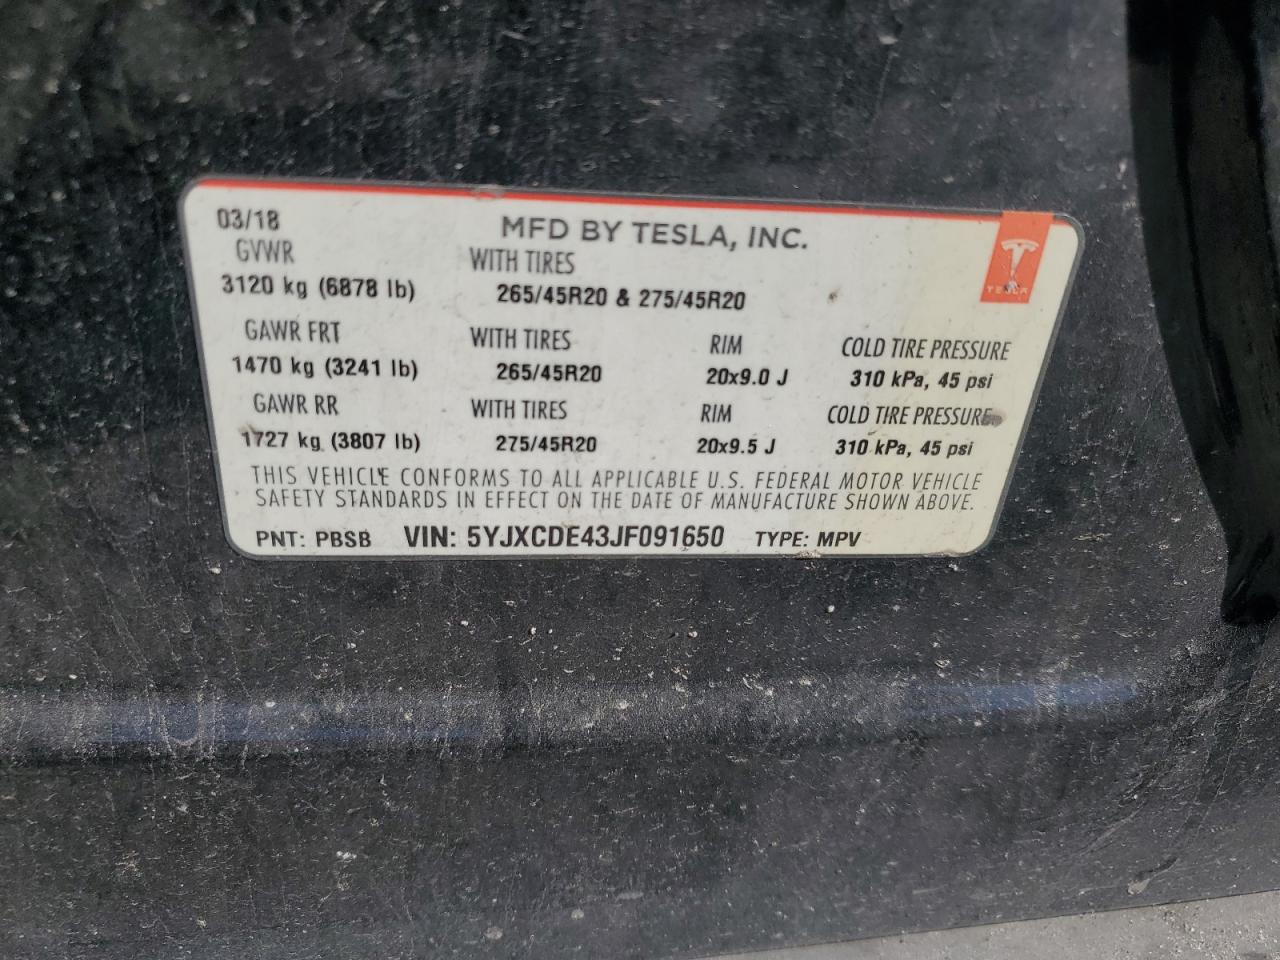 03/18 MFD BY TESLA, INC.
GVWR WITH TIRES
3120 kg (6878 lb) 265/45R20 & 275/45R20
TESLA
GAWR FRT WITH TIRES RIM COLD TIRE PRESSURE
1470 kg (3241 lb) 265/45R20 20x9.0 J 310 kPa, 45 psi
GAWR RR WITH TIRES RIM COLD TIRE PRESSURE
1727 kg (3807 lb) 275/45R20 20x9.5 J 310 kPa, 45 psi
THIS VEHICLE CONFORMS TO ALL APPLICABLE U.S. FEDERAL MOTOR VEHICLE
SAFETY STANDARDS IN EFFECT ON THE DATE OF MANUFACTURE SHOWN ABOVE.
PNT: PBSB VIN: 5YJXCDE43JF091650 TYPE: MPV